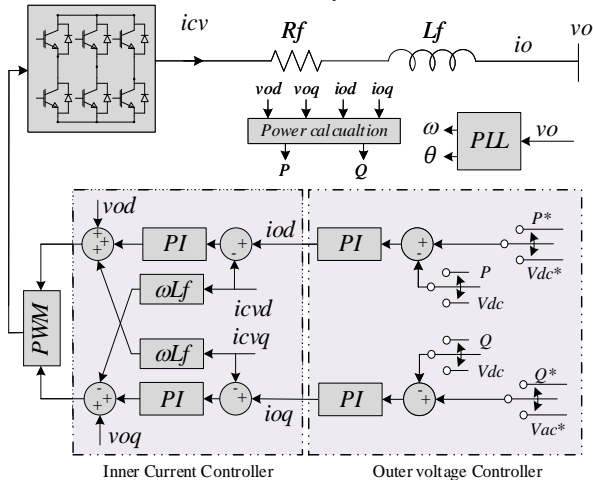 icv
Rf
Lf
io
vo
vod voq iod ioq
Power calcualtion
P Q
ω
θ
PLL
vo
vod
+
+
+
PI
-
+
iod
PI
-
+
P*
Vdc*
P
Vdc
ωLf
icvd
PWM
ωLf
icvq
Q
Vdc
-
-
+
+
PI
-
+
ioq
PI
-
+
Q*
Vac*
voq
Inner Current Controller
Outer voltage Controller